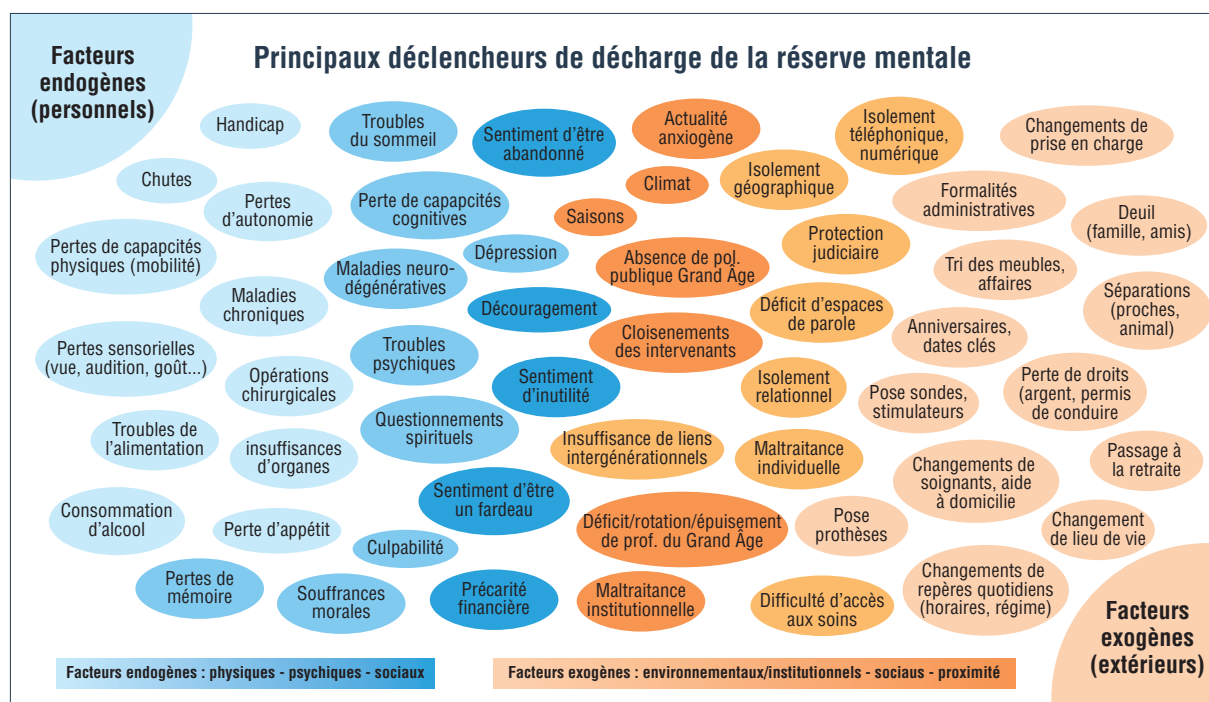 Facteurs
endogènes
(personnels)
Principaux déclencheurs de décharge de la réserve mentale
Handicap
Troubles
du sommeil
Sentiment d'être
abandonné
Actualité
anxiogène
Isolement
téléphonique,
numérique
Changements de
prise en charge
Chutes
Pertes
d'autonomie
Perte de capapcités
cognitives
Climat
Saisons
Isolement
géographique
Formalités
administratives
Deuil
(famille, amis)
Pertes de capapcités
physiques (mobilité)
Maladies neuro-
dégénératives
Dépression
Absence de pol.
publique Grand Âge
Protection
judiciaire
Tri des meubles,
affaires
Maladies
chroniques
Découragement
Déficit d'espaces
de parole
Séparations
(proches,
animal)
Pertes sensorielles
(vue, audition, goût...)
Troubles
psychiques
Cloisenements
des intervenants
Anniversaires,
dates clés
Opérations
chirurgicales
Sentiment
d'inutilité
Isolement
relationnel
Pose sondes,
stimulateurs
Perte de droits
(argent, permis
de conduire
Troubles de
l'alimentation
insuffisances
d'organes
Questionnements
spirituels
Insuffisance de liens
intergénérationnels
Maltraitance
individuelle
Changements de
soignants, aide
à domicile
Passage à
la retraite
Consommation
d'alcool
Perte d'appétit
Culpabilité
Sentiment d'être
un fardeau
Déficit/rotation/épuisement
de prof. du Grand Âge
Pose
prothèses
Changement
de lieu de vie
Pertes de
mémoire
Souffrances
morales
Précarité
financière
Maltraitance
institutionnelle
Difficulté d'accès
aux soins
Changements de
repères quotidiens
(horaires, régime)
Facteurs
exogènes
(extérieurs)
Facteurs endogènes : physiques - psychiques - sociaux
Facteurs exogènes : environnementaux/institutionnels - sociaus - proximité